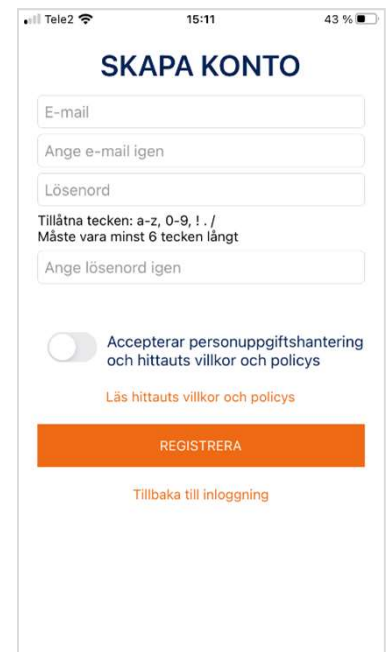 Tele2 15:11 43 %
SKAPA KONTO
E-mail
Ange e-mail igen
Lösenord
Tillåtna tecken: a-z, 0-9, ! . /
Måste vara minst 6 tecken långt
Ange lösenord igen
Accepterar personuppgiftshantering
och hittauts villkor och policys
Läs hittauts villkor och policys
REGISTRERA
Tillbaka till inloggning